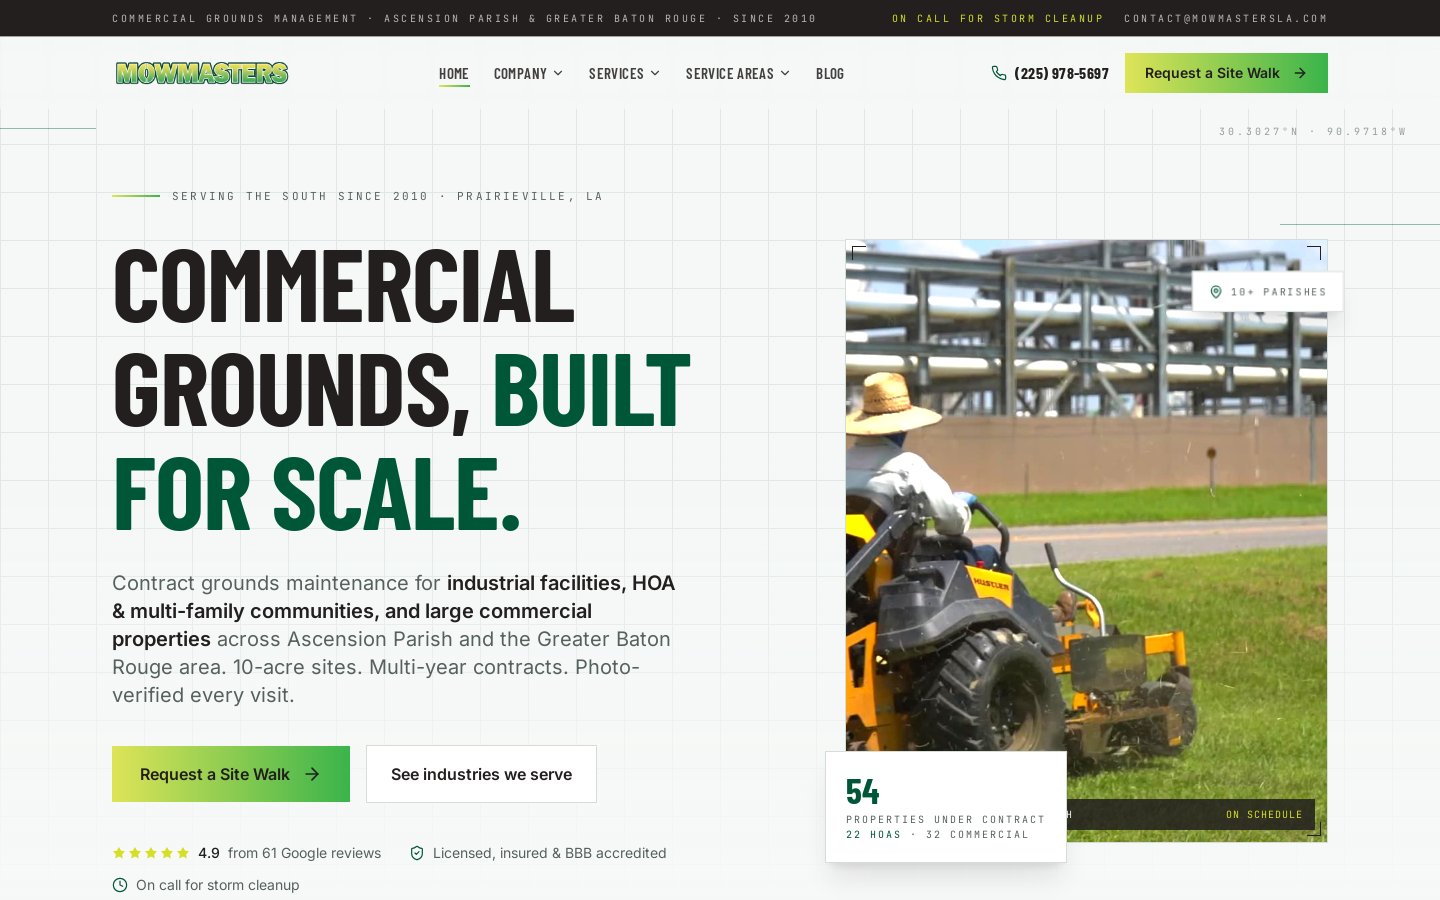 COMMERCIAL GROUNDS MANAGEMENT · ASCENSION PARISH & GREATER BATON ROUGE · SINCE 2010
ON CALL FOR STORM CLEANUP CONTACT@MOWMASTERSLA.COM
MOWMASTERS
HOME COMPANY SERVICES SERVICE AREAS BLOG
(225) 978-5697
Request a Site Walk
30.3027°N · 90.9718°W
SERVING THE SOUTH SINCE 2010 · PRAIRIEVILLE, LA
COMMERCIAL
GROUNDS, BUILT
FOR SCALE.
Contract grounds maintenance for industrial facilities, HOA
& multi-family communities, and large commercial
properties across Ascension Parish and the Greater Baton
Rouge area. 10-acre sites. Multi-year contracts. Photo-
verified every visit.
Request a Site Walk
See industries we serve
4.9 from 61 Google reviews
Licensed, insured & BBB accredited
On call for storm cleanup
10+ PARISHES
HUSTLER
54
PROPERTIES UNDER CONTRACT
22 HOAS · 32 COMMERCIAL
ON SCHEDULE